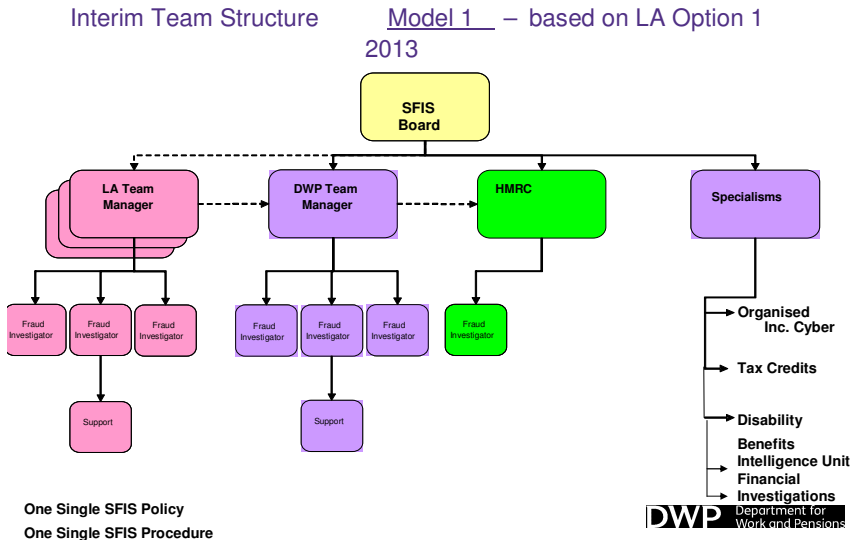 Interim Team Structure Model 1 – based on LA Option 1
2013
SFIS
Board
LA Team
Manager
DWP Team
Manager
HMRC
Specialisms
Fraud
Investigator
Fraud
Investigator
Fraud
Investigator
Fraud
Investigator
Fraud
Investigator
Fraud
Investigator
Fraud
Investigator
Support
Support
Organised
Inc. Cyber
Tax Credits
Disability
Benefits
Intelligence Unit
Financial
Investigations
One Single SFIS Policy
One Single SFIS Procedure
DWP
Department for
Work and Pensions